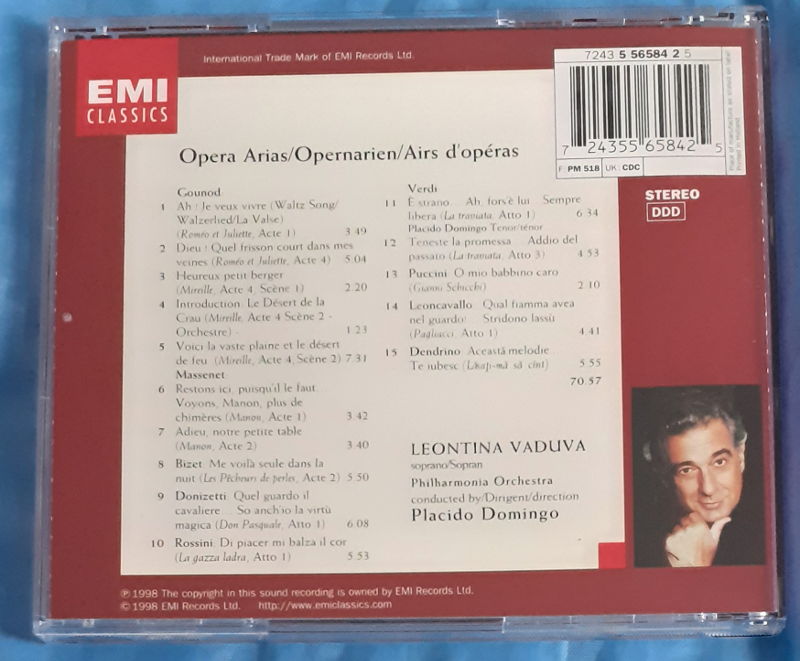 International Trade Mark of EMI Records Ltd.
EMI
CLASSICS
7243 5 56584 2 5
7 24355 65842 5
F: PM 518 UK: CDC
Printed in Holland
STEREO
DDD
Opera Arias/Opernarien/Airs d'opéras
Gounod
1 Ah ! Je veux vivre (Waltz Song/
Walzerlied/La Valse)
(Roméo et Juliette, Acte 1) 3.49
2 Dieu ! Quel frisson court dans mes
veines (Roméo et Juliette, Acte 4) 5.04
3 Heureux petit berger
(Mireille, Acte 4, Scène 1) 2.20
4 Introduction. Le Désert de la
Crau (Mireille, Acte 4 Scène 2 -
Orchestre) - 1.23
5 Voici la vaste plaine et le désert
de feu (Mireille, Acte 4, Scène 2) 7.31
Massenet
6 Restons ici, puisqu'il le faut
Voyons, Manon, plus de
chimères (Manon, Acte 1) 3.42
7 Adieu, notre petite table
(Manon, Acte 2) 3.40
8 Bizet Me voilà seule dans la
nuit (Les Pêcheurs de perles, Acte 2) 5.50
9 Donizetti Quel guardo il
cavaliere ... So anch'io la virtù
magica (Don Pasquale, Atto 1) 6.08
10 Rossini Di piacer mi balza il cor
(La gazza ladra, Atto 1) 5.53
Verdi
11 È strano ... Ah, fors'è lui ... Sempre
libera (La traviata, Atto 1) 6.34
Placido Domingo Tenor/ténor
12 Teneste la promessa ... Addio del
passato (La traviata, Atto 3) 4.53
13 Puccini O mio babbino caro
(Gianni Schicchi) 2.10
14 Leoncavallo Qual fiamma avea
nel guardo! ... Stridono lassù
(Pagliacci, Atto 1) 4.41
15 Dendrino Această melodie ...
Te iubesc (Lăsaţi-mă să cînt) 5.55
70.57
LEONTINA VADUVA
soprano/Sopran
Philharmonia Orchestra
conducted by/Dirigent/direction
Placido Domingo
℗ 1998 The copyright in this sound recording is owned by EMI Records Ltd.
© 1998 EMI Records Ltd. http://www.emiclassics.com